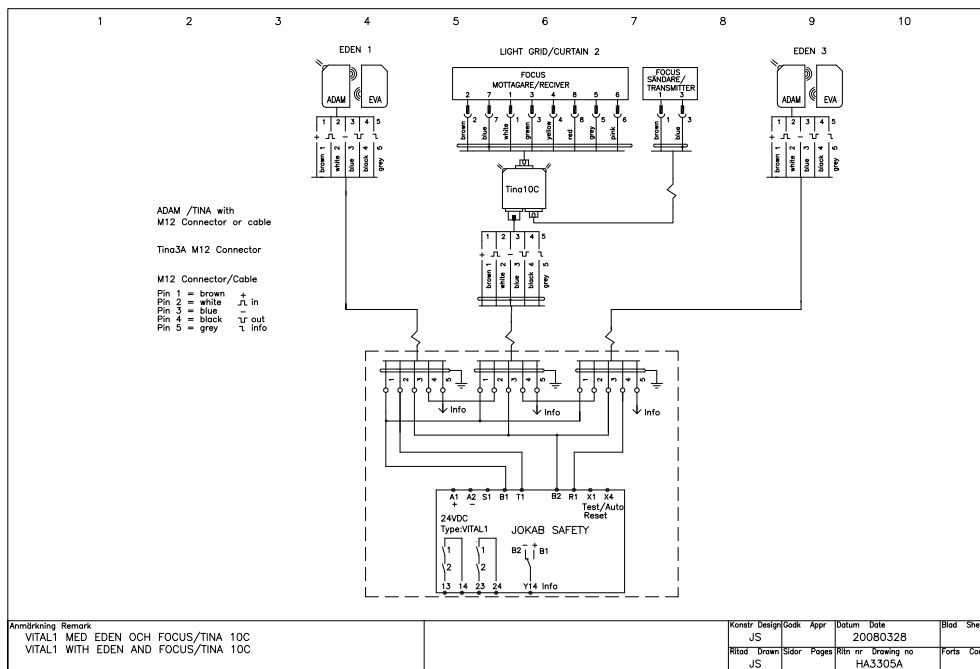 1 2 3 4 5 6 7 8 9 10
EDEN 1
LIGHT GRID/CURTAIN 2
EDEN 3
ADAM EVA
FOCUS
MOTTAGARE/RECIVER
2 7 1 3 4 8 5 6
FOCUS
SÄNDARE/
TRANSMITTER
1 3
ADAM EVA
brown 2
blue 7
white 1
green 3
yellow 4
red 8
grey 5
pink 6
brown 1
blue 3
1 2 3 4 5
+ −
brown 1
white 2
blue 3
black 4
grey 5
1 2 3 4 5
+ −
brown 1
white 2
blue 3
black 4
grey 5
Tina10C
1 2 3 4 5
+ −
brown 1
white 2
blue 3
black 4
grey 5
ADAM /TINA with
M12 Connector or cable
Tina3A M12 Connector
M12 Connector/Cable
Pin 1 = brown +
Pin 2 = white in
Pin 3 = blue −
Pin 4 = black out
Pin 5 = grey info
1 2 3 4 5
1 2 3 4 5
1 2 3 4 5
Info
Info
Info
A1 A2 S1 B1 T1 B2 R1 X1 X4
+ −
Test/Auto
Reset
24VDC
Type:VITAL1
JOKAB SAFETY
1 1
2 2
B2 − + B1
13 14 23 24 Y14 Info
Anmärkning Remark
VITAL1 MED EDEN OCH FOCUS/TINA 10C
VITAL1 WITH EDEN AND FOCUS/TINA 10C
Konstr Design Godk Appr Datum Date Blad She
JS 20080328
Ritad Drawn Sidor Pages Ritn nr Drawing no Forts
JS HA3305A